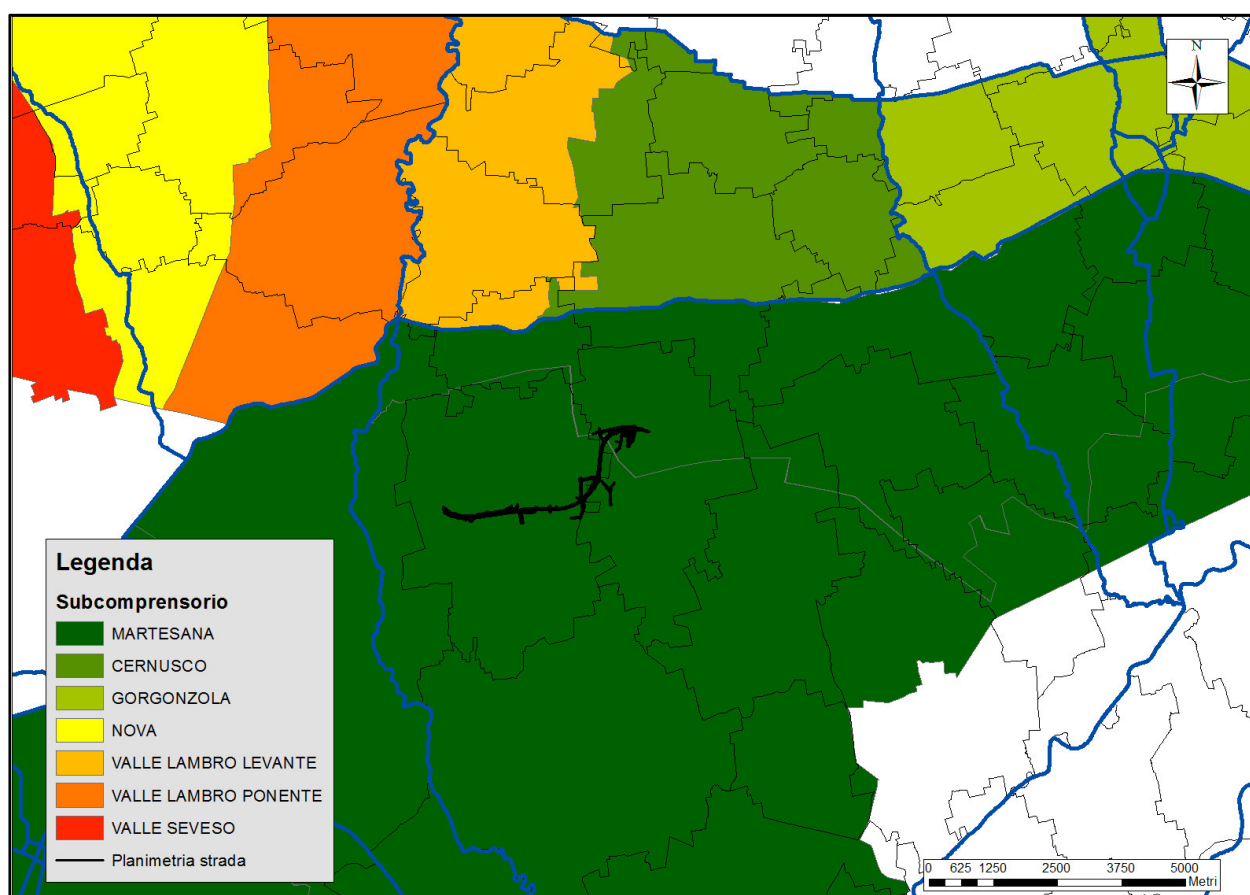 N
Legenda
Subcomprensorio
MARTESANA
CERNUSCO
GORGONZOLA
NOVA
VALLE LAMBRO LEVANTE
VALLE LAMBRO PONENTE
VALLE SEVESO
Planimetria strada
0 625 1250 2500 3750 5000
Metri